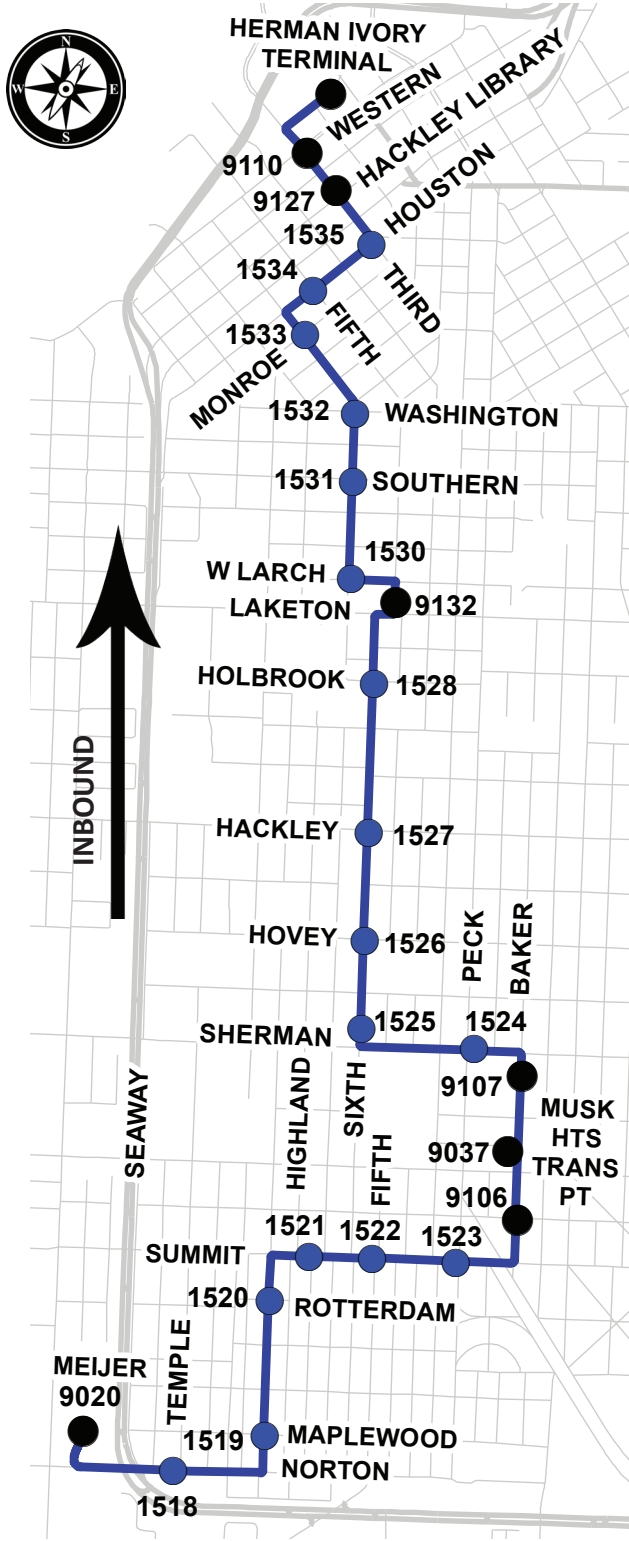 HERMAN IVORY
TERMINAL
N
W
E
S
WESTERN
HACKLEY LIBRARY
9110
9127
HOUSTON
1535
1534
THIRD
FIFTH
1533
MONROE
1532
WASHINGTON
1531
SOUTHERN
1530
W LARCH
LAKETON
9132
HOLBROOK
1528
INBOUND
HACKLEY
1527
HOVEY
1526
PECK
BAKER
SHERMAN
1525
1524
9107
SEAWAY
HIGHLAND
SIXTH
FIFTH
MUSK
HTS
TRANS
PT
9037
9106
1521
1522
1523
SUMMIT
1520
ROTTERDAM
TEMPLE
MEIJER
9020
1519
MAPLEWOOD
NORTON
1518